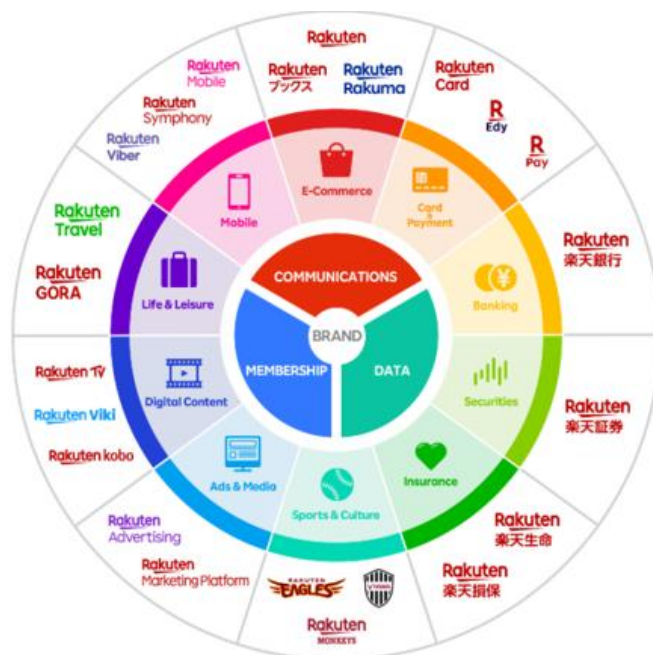 Rakuten
Rakuten
ブックス
Rakuten
Rakuma
Rakuten
Card
R
Edy
R
Pay
Rakuten
楽天銀行
Rakuten
楽天証券
Rakuten
楽天生命
Rakuten
楽天損保
RAKUTEN
EAGLES
VISSEL
Rakuten
MONKEYS
Rakuten
Advertising
Rakuten
Marketing Platform
Rakuten TV
Rakuten Viki
Rakuten kobo
Rakuten
Travel
Rakuten
GORA
Rakuten
Mobile
Rakuten
Symphony
Rakuten
Viber
E-Commerce
Card
&
Payment
¥
Banking
Securities
Insurance
Sports & Culture
Ads & Media
Digital Content
Life & Leisure
Mobile
COMMUNICATIONS
BRAND
MEMBERSHIP
DATA